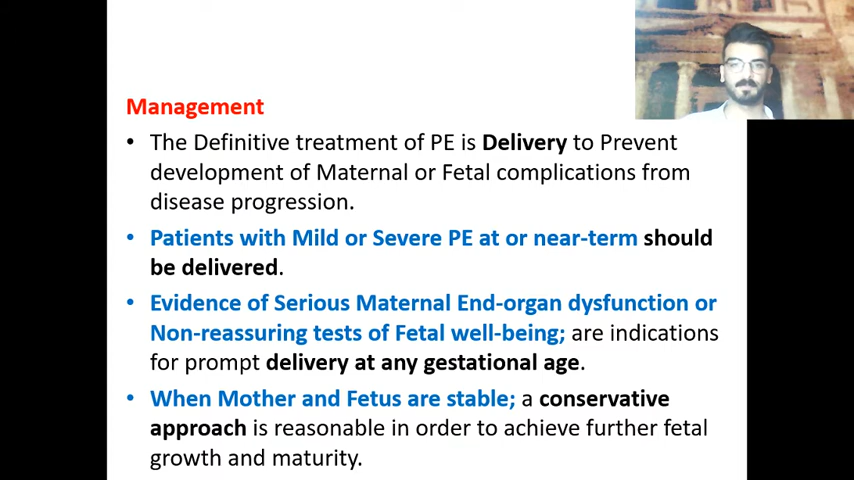 Management
• The Definitive treatment of PE is Delivery to Prevent
development of Maternal or Fetal complications from
disease progression.
• Patients with Mild or Severe PE at or near-term should
be delivered.
• Evidence of Serious Maternal End-organ dysfunction or
Non-reassuring tests of Fetal well-being; are indications
for prompt delivery at any gestational age.
• When Mother and Fetus are stable; a conservative
approach is reasonable in order to achieve further fetal
growth and maturity.